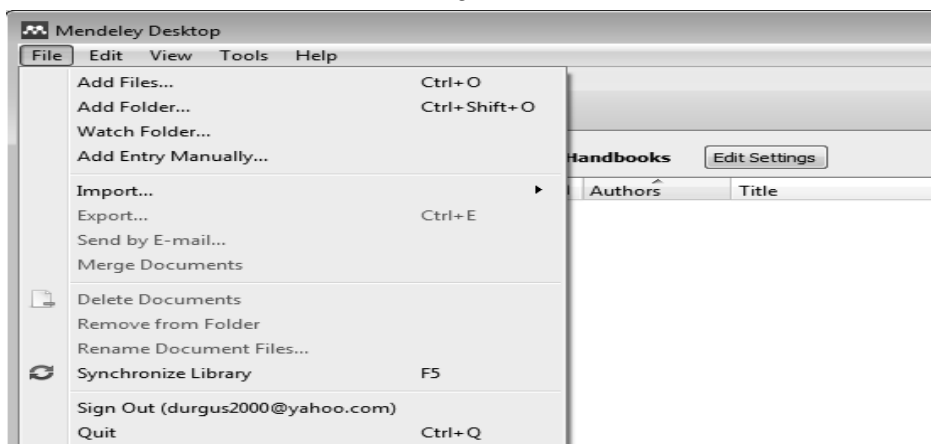 Mendeley Desktop
File Edit View Tools Help
Add Files... Ctrl+O
Add Folder... Ctrl+Shift+O
Watch Folder...
Add Entry Manually...
Handbooks Edit Settings
Import...
Authors Title
Export... Ctrl+E
Send by E-mail...
Merge Documents
Delete Documents
Remove from Folder
Rename Document Files...
Synchronize Library F5
Sign Out (durgus2000@yahoo.com)
Quit Ctrl+Q